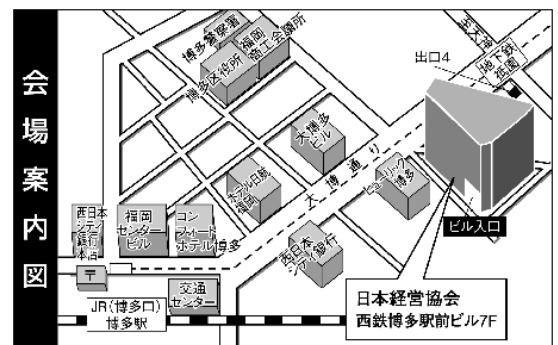 会場案内図
博多警察署
福岡
商工会議所
博多区役所
出口4
地下鉄
祇園
大博多
ビル
大博通り
ホテル日航
福岡
ヒューリック
博多
西日本
シティ銀行
ビル入口
西日本
シティ
銀行
本店
福岡
センター
ビル
コン
フォート
ホテル博多
〒
交通
センター
JR(博多口)
博多駅
日本経営協会
西鉄博多駅前ビル7F